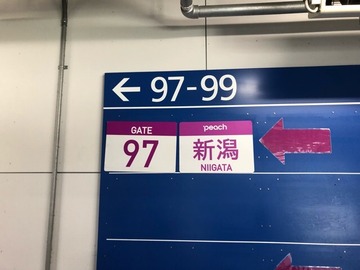 ← 97-99
GATE
97
peach
新潟
NIIGATA